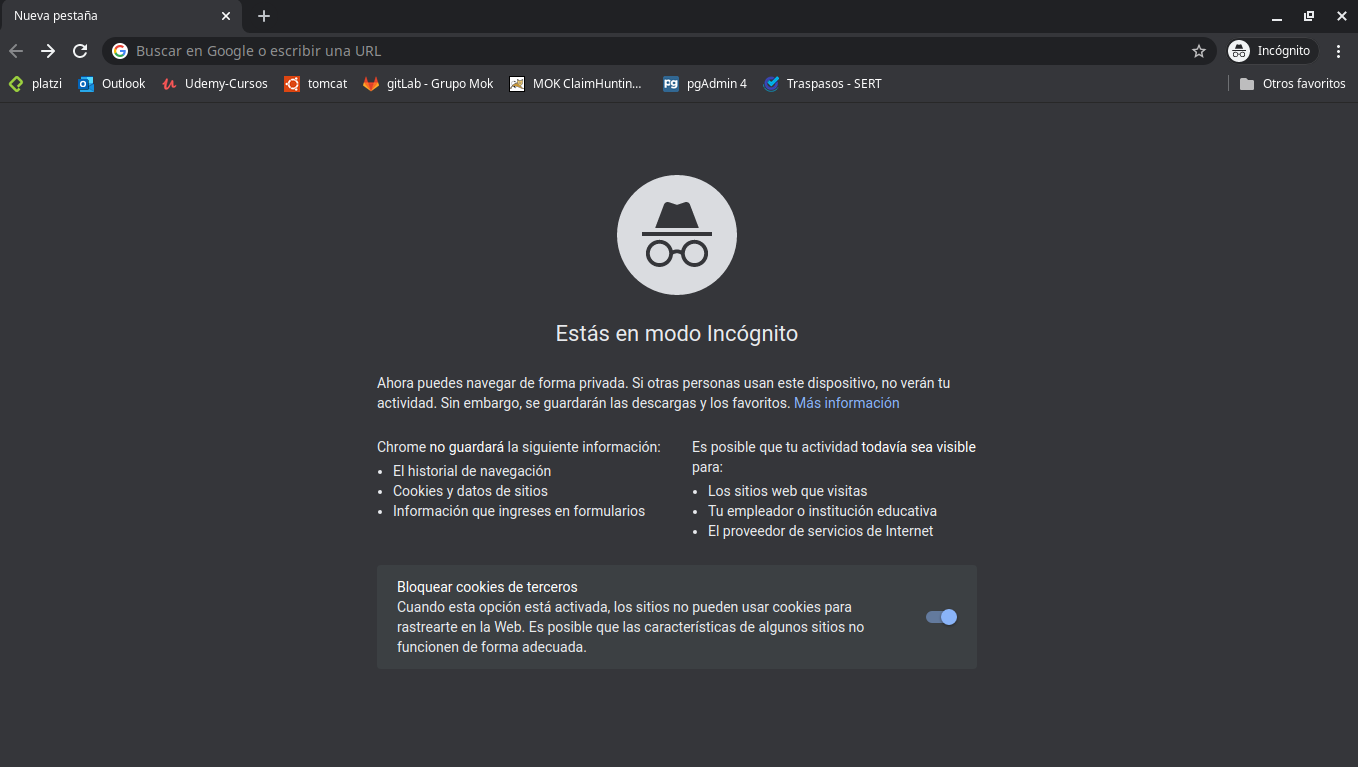 Nueva pestaña
Buscar en Google o escribir una URL
Incógnito
platzi Outlook Udemy-Cursos tomcat gitLab - Grupo Mok MOK ClaimHuntin... pgAdmin 4 Traspasos - SERT Otros favoritos
Estás en modo Incógnito
Ahora puedes navegar de forma privada. Si otras personas usan este dispositivo, no verán tu
actividad. Sin embargo, se guardarán las descargas y los favoritos. Más información
Chrome no guardará la siguiente información:
• El historial de navegación
• Cookies y datos de sitios
• Información que ingreses en formularios
Es posible que tu actividad todavía sea visible
para:
• Los sitios web que visitas
• Tu empleador o institución educativa
• El proveedor de servicios de Internet
Bloquear cookies de terceros
Cuando esta opción está activada, los sitios no pueden usar cookies para
rastrearte en la Web. Es posible que las características de algunos sitios no
funcionen de forma adecuada.